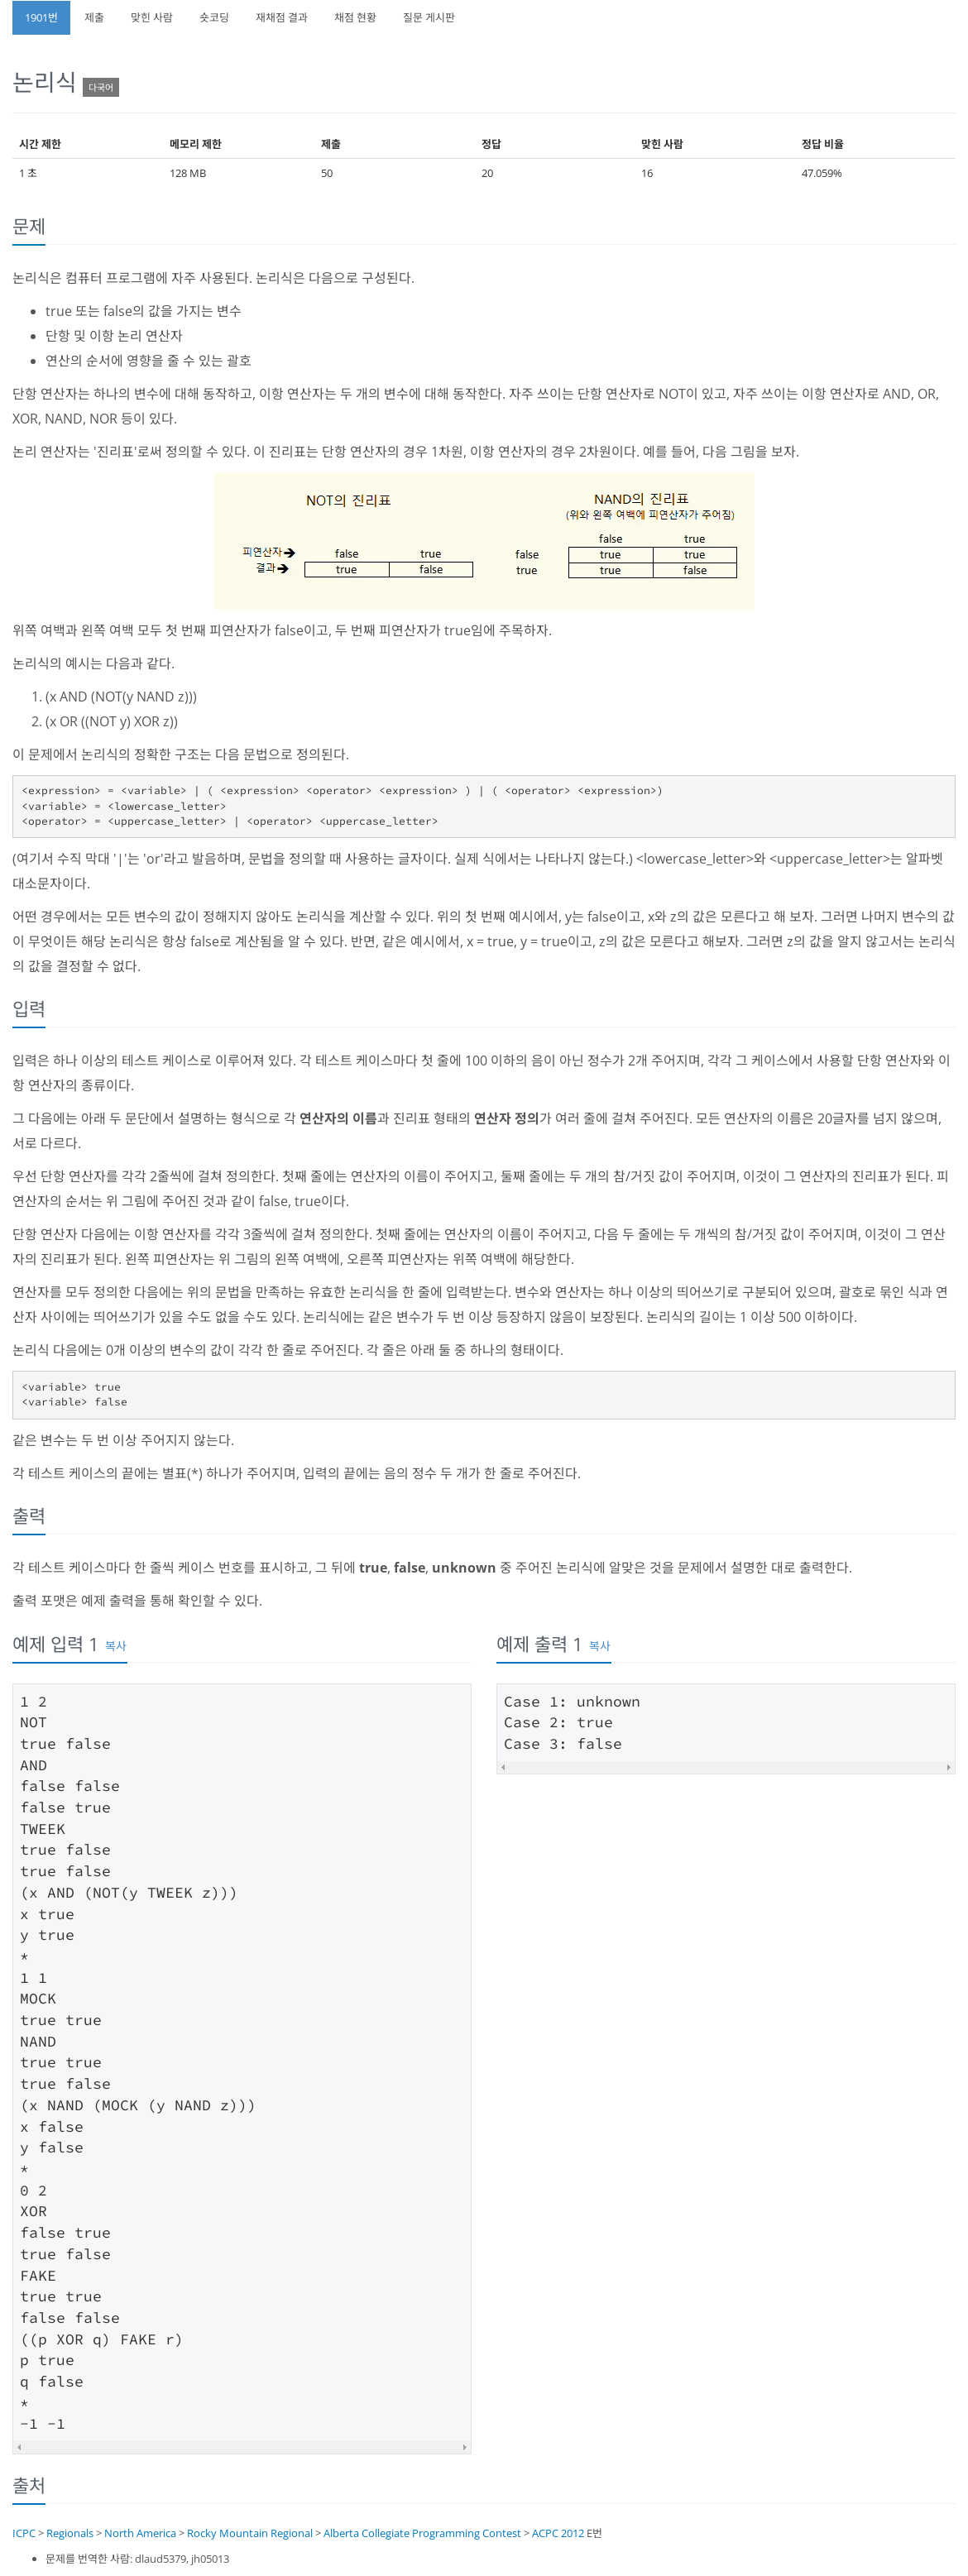 1901번 제출 맞힌 사람 숏코딩 재채점 결과 채점 현황 질문 게시판
논리식 다국어
시간 제한 메모리 제한 제출 정답 맞힌 사람 정답 비율
1 초 128 MB 50 20 16 47.059%
문제
논리식은 컴퓨터 프로그램에 자주 사용된다. 논리식은 다음으로 구성된다.
• true 또는 false의 값을 가지는 변수
• 단항 및 이항 논리 연산자
• 연산의 순서에 영향을 줄 수 있는 괄호
단항 연산자는 하나의 변수에 대해 동작하고, 이항 연산자는 두 개의 변수에 대해 동작한다. 자주 쓰이는 단항 연산자로 NOT이 있고, 자주 쓰이는 이항 연산자로 AND, OR,
XOR, NAND, NOR 등이 있다.
논리 연산자는 '진리표'로써 정의할 수 있다. 이 진리표는 단항 연산자의 경우 1차원, 이항 연산자의 경우 2차원이다. 예를 들어, 다음 그림을 보자.
NOT의 진리표
피연산자→ false true
결과→ true false
NAND의 진리표
(위와 왼쪽 여백에 피연산자가 주어짐)
false true
false true true
true true false
위쪽 여백과 왼쪽 여백 모두 첫 번째 피연산자가 false이고, 두 번째 피연산자가 true임에 주목하자.
논리식의 예시는 다음과 같다.
1. (x AND (NOT(y NAND z)))
2. (x OR ((NOT y) XOR z))
이 문제에서 논리식의 정확한 구조는 다음 문법으로 정의된다.
<expression> = <variable> | ( <expression> <operator> <expression> ) | ( <operator> <expression>)
<variable> = <lowercase_letter>
<operator> = <uppercase_letter> | <operator> <uppercase_letter>
(여기서 수직 막대 '|'는 'or'라고 발음하며, 문법을 정의할 때 사용하는 글자이다. 실제 식에서는 나타나지 않는다.) <lowercase_letter>와 <uppercase_letter>는 알파벳
대소문자이다.
어떤 경우에서는 모든 변수의 값이 정해지지 않아도 논리식을 계산할 수 있다. 위의 첫 번째 예시에서, y는 false이고, x와 z의 값은 모른다고 해 보자. 그러면 나머지 변수의 값
이 무엇이든 해당 논리식은 항상 false로 계산됨을 알 수 있다. 반면, 같은 예시에서, x = true, y = true이고, z의 값은 모른다고 해보자. 그러면 z의 값을 알지 않고서는 논리식
의 값을 결정할 수 없다.
입력
입력은 하나 이상의 테스트 케이스로 이루어져 있다. 각 테스트 케이스마다 첫 줄에 100 이하의 음이 아닌 정수가 2개 주어지며, 각각 그 케이스에서 사용할 단항 연산자와 이
항 연산자의 종류이다.
그 다음에는 아래 두 문단에서 설명하는 형식으로 각 연산자의 이름과 진리표 형태의 연산자 정의가 여러 줄에 걸쳐 주어진다. 모든 연산자의 이름은 20글자를 넘지 않으며,
서로 다르다.
우선 단항 연산자를 각각 2줄씩에 걸쳐 정의한다. 첫째 줄에는 연산자의 이름이 주어지고, 둘째 줄에는 두 개의 참/거짓 값이 주어지며, 이것이 그 연산자의 진리표가 된다. 피
연산자의 순서는 위 그림에 주어진 것과 같이 false, true이다.
단항 연산자 다음에는 이항 연산자를 각각 3줄씩에 걸쳐 정의한다. 첫째 줄에는 연산자의 이름이 주어지고, 다음 두 줄에는 두 개씩의 참/거짓 값이 주어지며, 이것이 그 연산
자의 진리표가 된다. 왼쪽 피연산자는 위 그림의 왼쪽 여백에, 오른쪽 피연산자는 위쪽 여백에 해당한다.
연산자를 모두 정의한 다음에는 위의 문법을 만족하는 유효한 논리식을 한 줄에 입력받는다. 변수와 연산자는 하나 이상의 띄어쓰기로 구분되어 있으며, 괄호로 묶인 식과 연
산자 사이에는 띄어쓰기가 있을 수도 없을 수도 있다. 논리식에는 같은 변수가 두 번 이상 등장하지 않음이 보장된다. 논리식의 길이는 1 이상 500 이하이다.
논리식 다음에는 0개 이상의 변수의 값이 각각 한 줄로 주어진다. 각 줄은 아래 둘 중 하나의 형태이다.
<variable> true
<variable> false
같은 변수는 두 번 이상 주어지지 않는다.
각 테스트 케이스의 끝에는 별표(*) 하나가 주어지며, 입력의 끝에는 음의 정수 두 개가 한 줄로 주어진다.
출력
각 테스트 케이스마다 한 줄씩 케이스 번호를 표시하고, 그 뒤에 true, false, unknown 중 주어진 논리식에 알맞은 것을 문제에서 설명한 대로 출력한다.
출력 포맷은 예제 출력을 통해 확인할 수 있다.
예제 입력 1 복사
1 2
NOT
true false
AND
false false
false true
TWEEK
true false
true false
(x AND (NOT(y TWEEK z)))
x true
y true
*
1 1
MOCK
true true
NAND
true true
true false
(x NAND (MOCK (y NAND z)))
x false
y false
*
0 2
XOR
false true
true false
FAKE
true true
false false
((p XOR q) FAKE r)
p true
q false
*
-1 -1
예제 출력 1 복사
Case 1: unknown
Case 2: true
Case 3: false
출처
ICPC > Regionals > North America > Rocky Mountain Regional > Alberta Collegiate Programming Contest > ACPC 2012 E번
• 문제를 번역한 사람: dlaud5379, jh05013